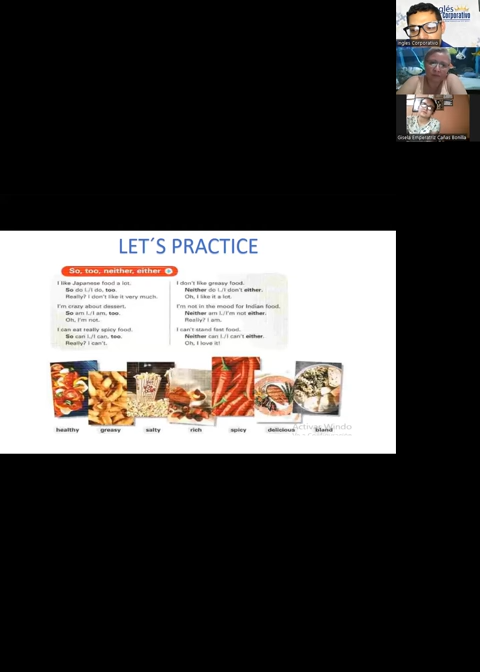 Inglés
Corporativo
Ingles Corporativo
Gisela Emperatriz Cañas Bonilla
LET´S PRACTICE
So, too, neither, either
I like Japanese food a lot.
So do I./I do, too.
Really? I don't like it very much.
I'm crazy about dessert.
So am I./I am, too.
Oh, I'm not.
I can eat really spicy food.
So can I./I can, too.
Really? I can't.
I don't like greasy food.
Neither do I./I don't either.
Oh, I like it a lot.
I'm not in the mood for Indian food.
Neither am I./I'm not either.
Really? I am.
I can't stand fast food.
Neither can I./I can't either.
Oh, I love it!
healthy greasy salty rich spicy delicious bland
Activar Windo